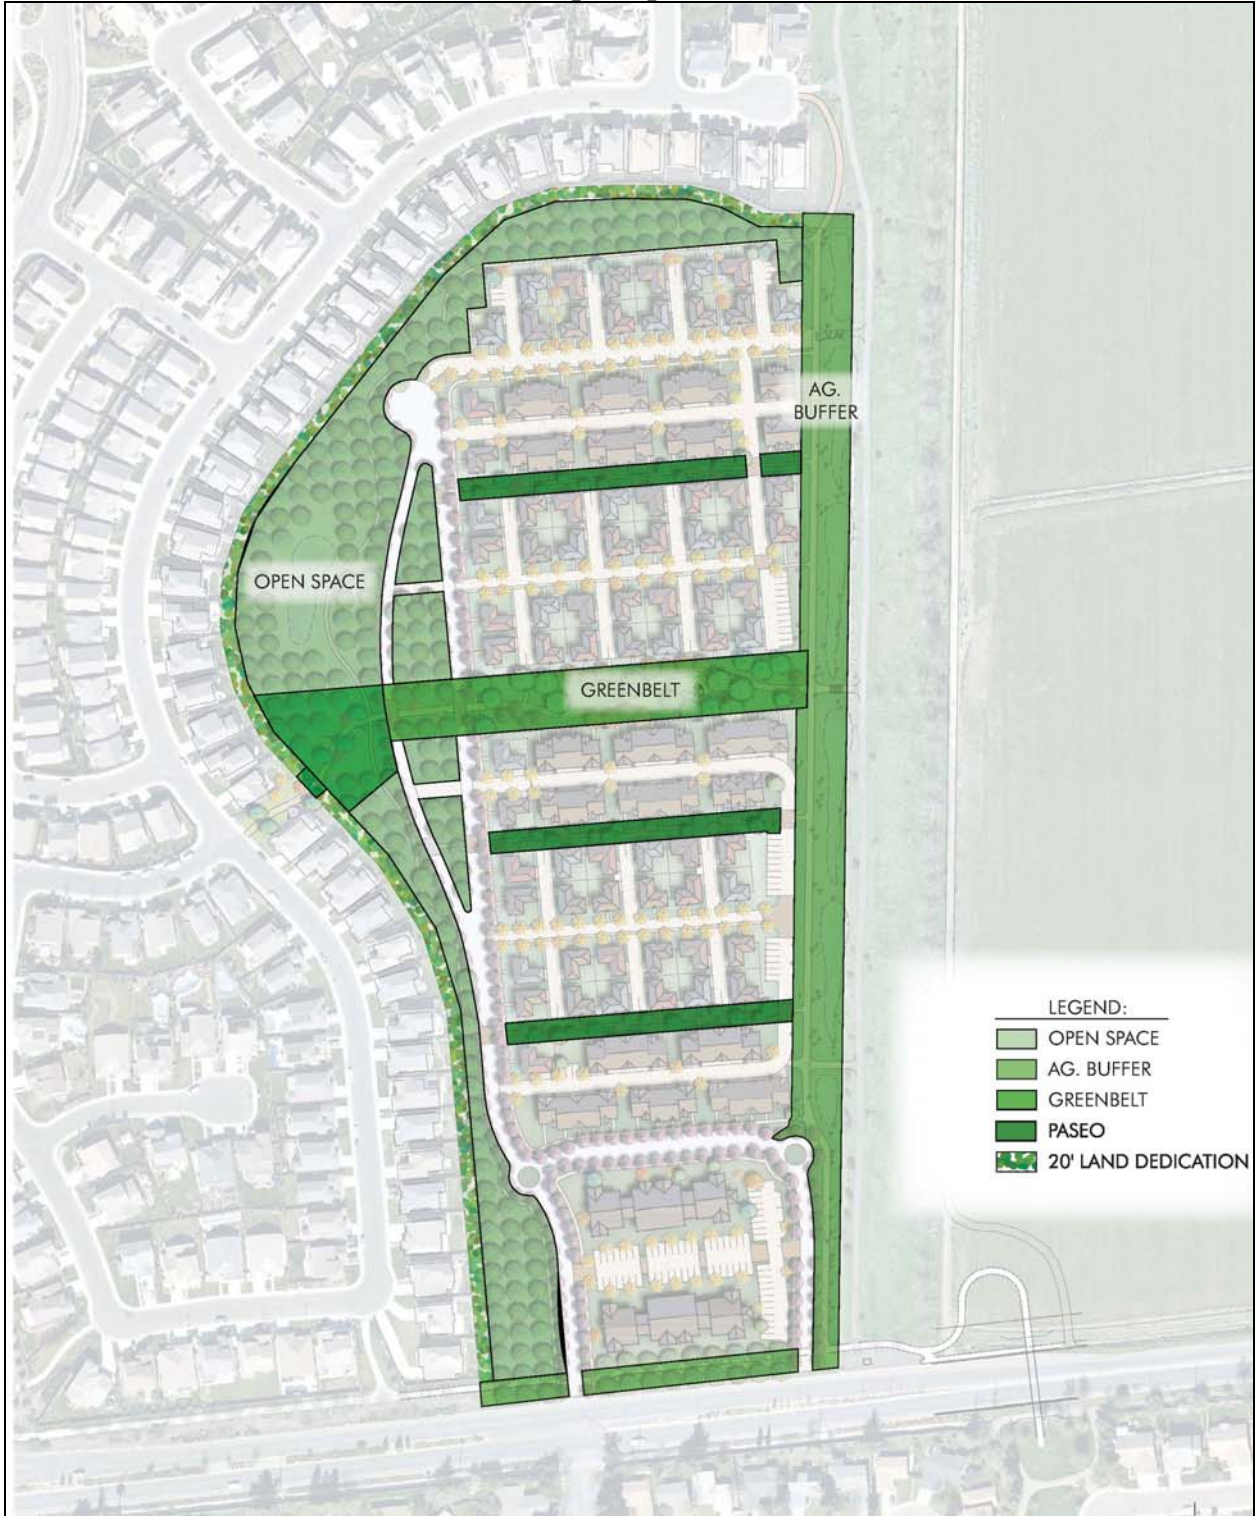 AG.
BUFFER
OPEN SPACE
GREENBELT
LEGEND:
OPEN SPACE
AG. BUFFER
GREENBELT
PASEO
20' LAND DEDICATION